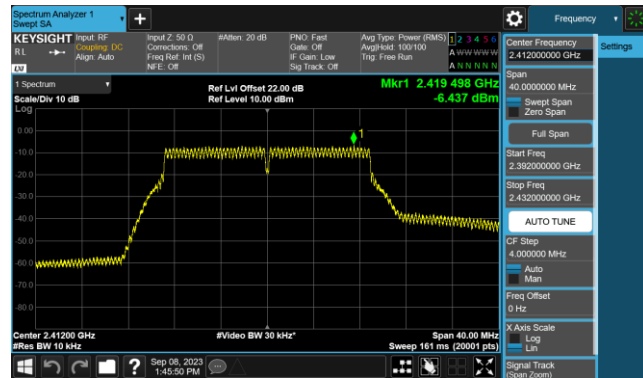 Spectrum Analyzer 1
Swept SA
+
Frequency
KEYSIGHT
RL
LXI
Input: RF
Coupling: DC
Align: Auto
Input Z: 50 Ω
Corrections: Off
Freq Ref: Int (S)
NFE: Off
#Atten: 20 dB
PNO: Fast
Gate: Off
IF Gain: Low
Sig Track: Off
Avg Type: Power (RMS)
Avg|Hold: 100/100
Trig: Free Run
1 2 3 4 5 6
A W W W W W
A N N N N N
Center Frequency
2.412000000 GHz
Settings
Span
40.0000000 MHz
Swept Span
Zero Span
Full Span
Start Freq
2.392000000 GHz
Stop Freq
2.432000000 GHz
AUTO TUNE
CF Step
4.000000 MHz
Auto
Man
Freq Offset
0 Hz
X Axis Scale
Log
Lin
Signal Track
(Span Zoom)
1 Spectrum
Scale/Div 10 dB
Log
Ref Lvl Offset 22.00 dB
Ref Level 10.00 dBm
Mkr1 2.419 498 GHz
-6.437 dBm
1
0.00
-10.0
-20.0
-30.0
-40.0
-50.0
-60.0
-70.0
-80.0
Center 2.41200 GHz
#Res BW 10 kHz
#Video BW 30 kHz*
Span 40.00 MHz
Sweep 161 ms (20001 pts)
?
Sep 08, 2023
1:45:50 PM